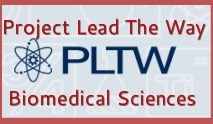 Project Lead The Way
PLTW
Biomedical Sciences